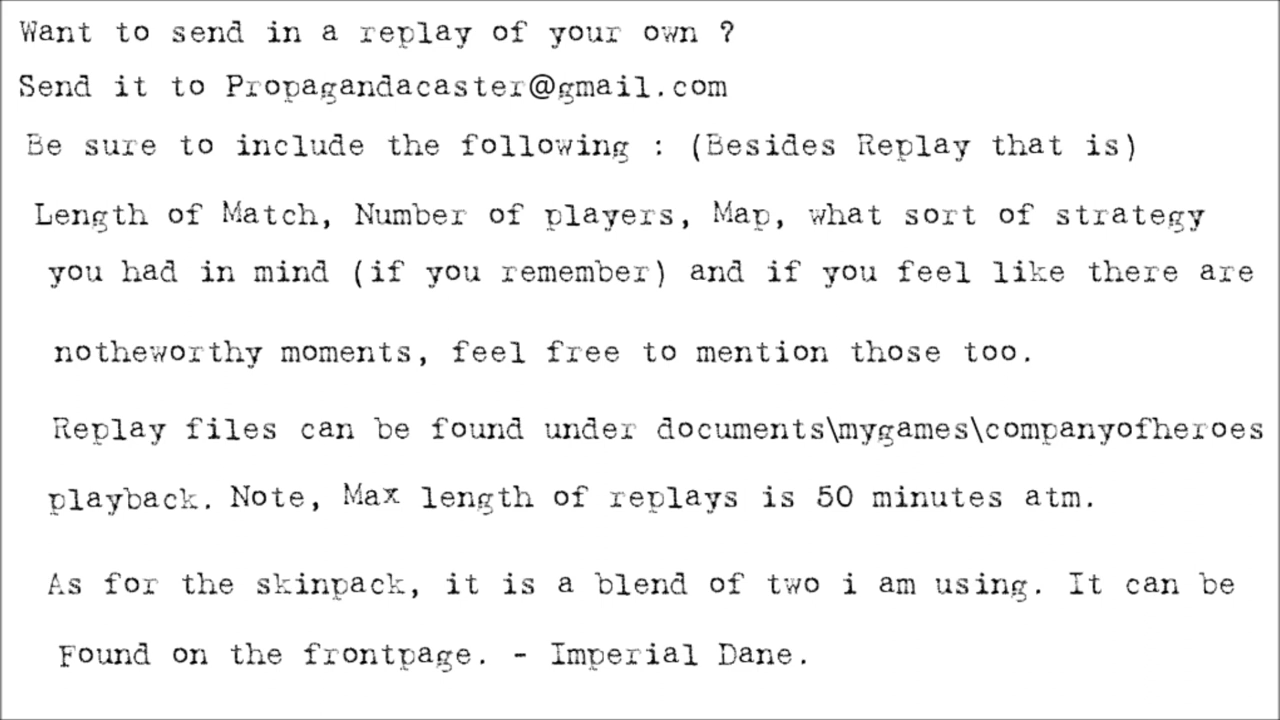 Want to send in a replay of your own ?
Send it to Propagandacaster@gmail.com
Be sure to include the following : (Besides Replay that is)
Length of Match, Number of players, Map, what sort of strategy
you had in mind (if you remember) and if you feel like there are
notheworthy moments, feel free to mention those too.
Replay files can be found under documents\mygames\companyofheroes
playback. Note, Max length of replays is 50 minutes atm.
As for the skinpack, it is a blend of two i am using. It can be
Found on the frontpage. - Imperial Dane.